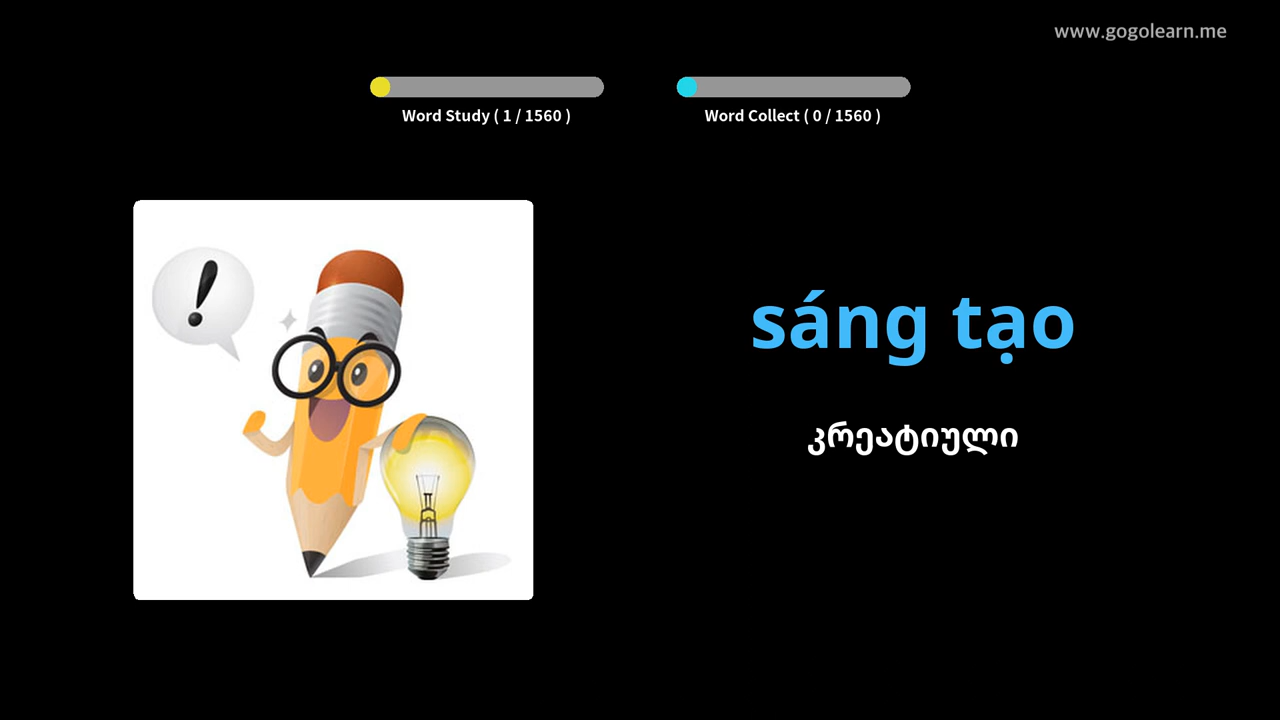 www.gogolearn.me
Word Study ( 1 / 1560 )
Word Collect ( 0 / 1560 )
!
sáng tạo
კრეატიული